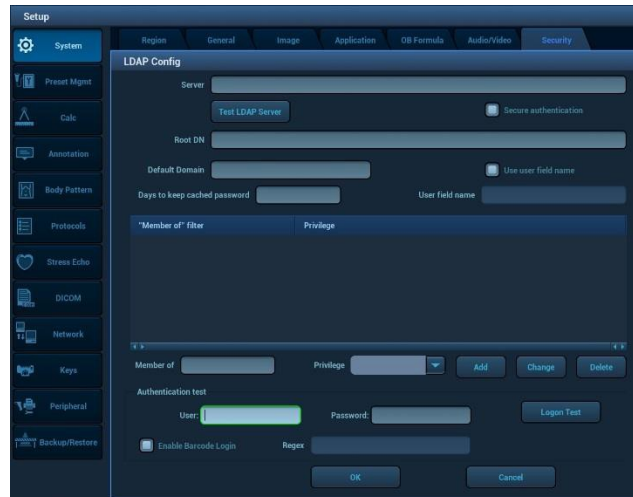 Setup
System
Preset Mgmt
Calc
Annotation
Body Pattern
Protocols
Stress Echo
DICOM
Network
Keys
Peripheral
Backup/Restore
Region General Image Application OB Formula Audio/Video Security
LDAP Config
Server
Test LDAP Server Secure authentication
Root DN
Default Domain Use user field name
Days to keep cached password User field name
"Member of" filter Privilege
Member of Privilege Add Change Delete
Authentication test
User: Password: Logon Test
Enable Barcode Login Regex
OK Cancel